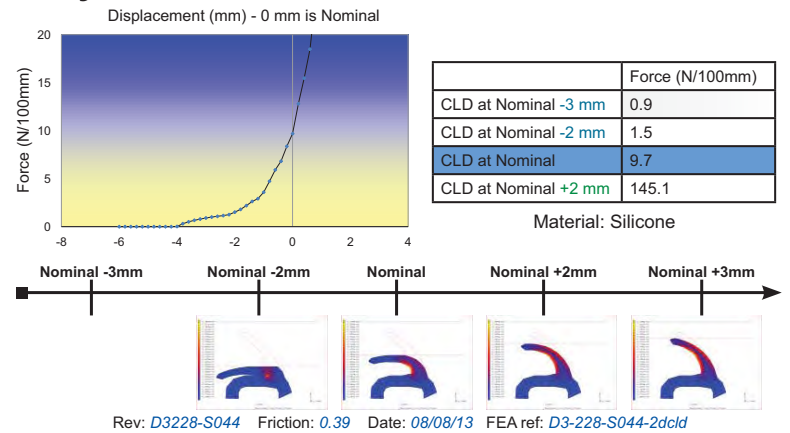 Displacement (mm) - 0 mm is Nominal
20
15
10
5
0
Force (N/100mm)
-8 -6 -4 -2 0 2 4
Force (N/100mm)
CLD at Nominal -3 mm 0.9
CLD at Nominal -2 mm 1.5
CLD at Nominal 9.7
CLD at Nominal +2 mm 145.1
Material: Silicone
Nominal -3mm Nominal -2mm Nominal Nominal +2mm Nominal +3mm
Rev: D3228-S044 Friction: 0.39 Date: 08/08/13 FEA ref: D3-228-S044-2dcld